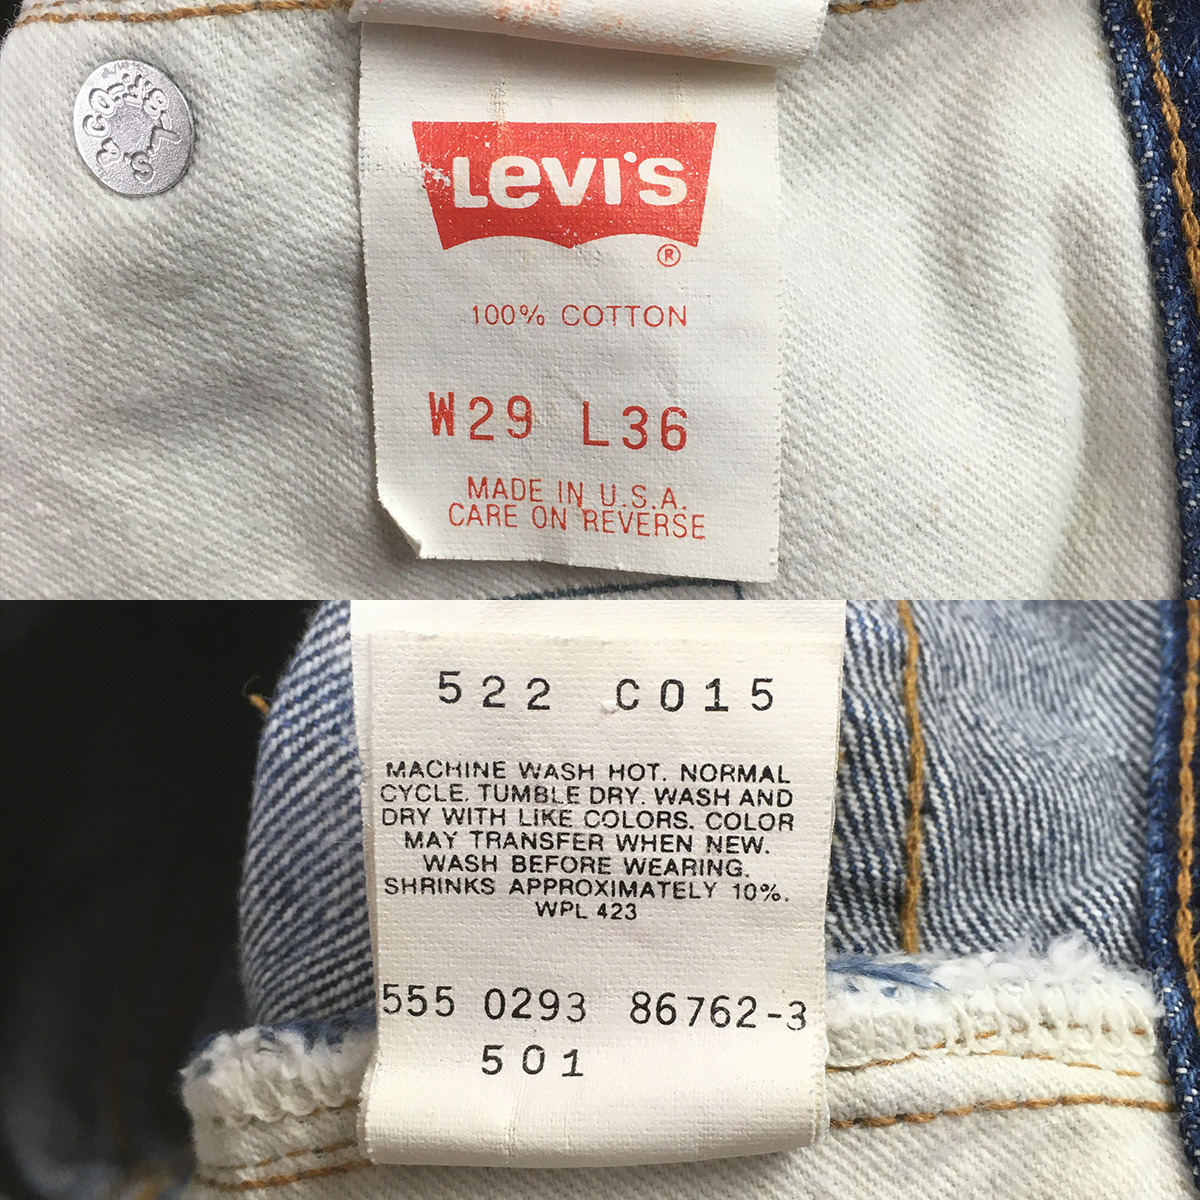 L.S. & CO-SF-
Levi's
®
100% COTTON
W29 L36
MADE IN U.S.A.
CARE ON REVERSE
522 C015
MACHINE WASH HOT. NORMAL
CYCLE. TUMBLE DRY. WASH AND
DRY WITH LIKE COLORS. COLOR
MAY TRANSFER WHEN NEW.
WASH BEFORE WEARING.
SHRINKS APPROXIMATELY 10%.
WPL 423
555 0293 86762-3
501